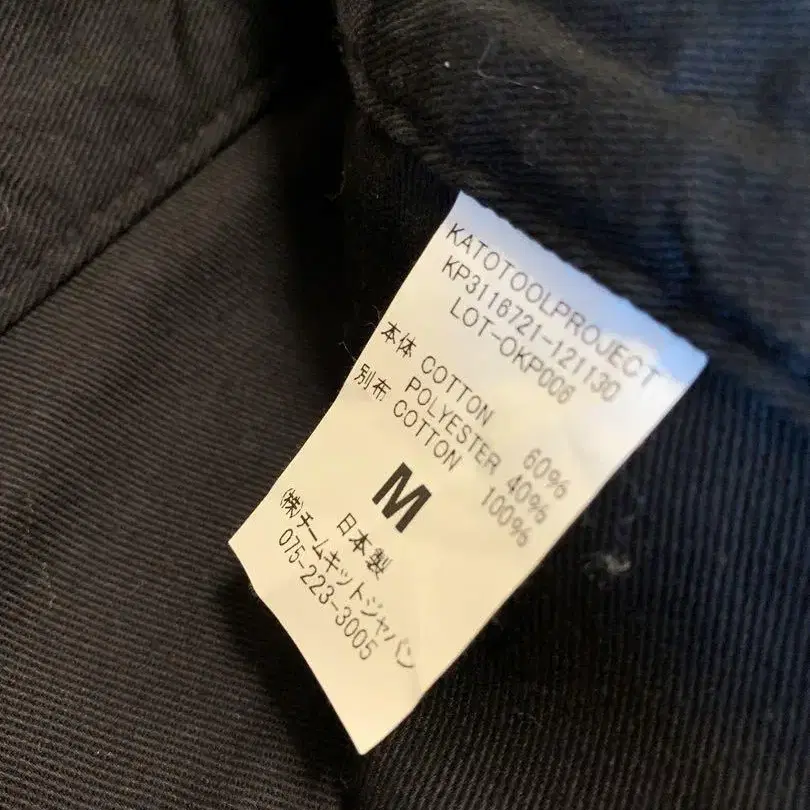 KATOTOOLPROJECT
KP3116721-121130
LOT-OKP006
本体 COTTON 60%
POLYESTER 40%
別布 COTTON 100%
M
日本製
(株)チームキットジャパン
075-223-3005